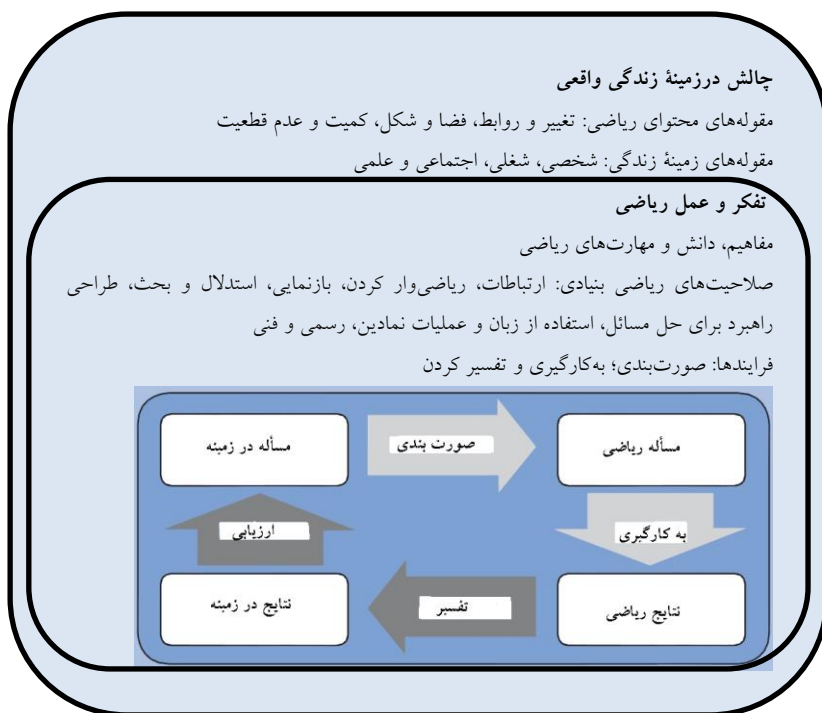 چالش درزمینهٔ زندگی واقعی
مقوله‌های محتوای ریاضی: تغییر و روابط، فضا و شکل، کمیت و عدم قطعیت
مقوله‌های زمینهٔ زندگی: شخصی، شغلی، اجتماعی و علمی
تفکر و عمل ریاضی
مفاهیم، دانش و مهارت‌های ریاضی
صلاحیت‌های ریاضی بنیادی: ارتباطات، ریاضی‌وار کردن، بازنمایی، استدلال و بحث، طراحی
راهبرد برای حل مسائل، استفاده از زبان و عملیات نمادین، رسمی و فنی
فرایندها: صورت‌بندی؛ به‌کارگیری و تفسیر کردن
مسأله در زمینه
صورت بندی
مسأله ریاضی
به کارگیری
نتایج ریاضی
تفسیر
نتایج در زمینه
ارزیابی